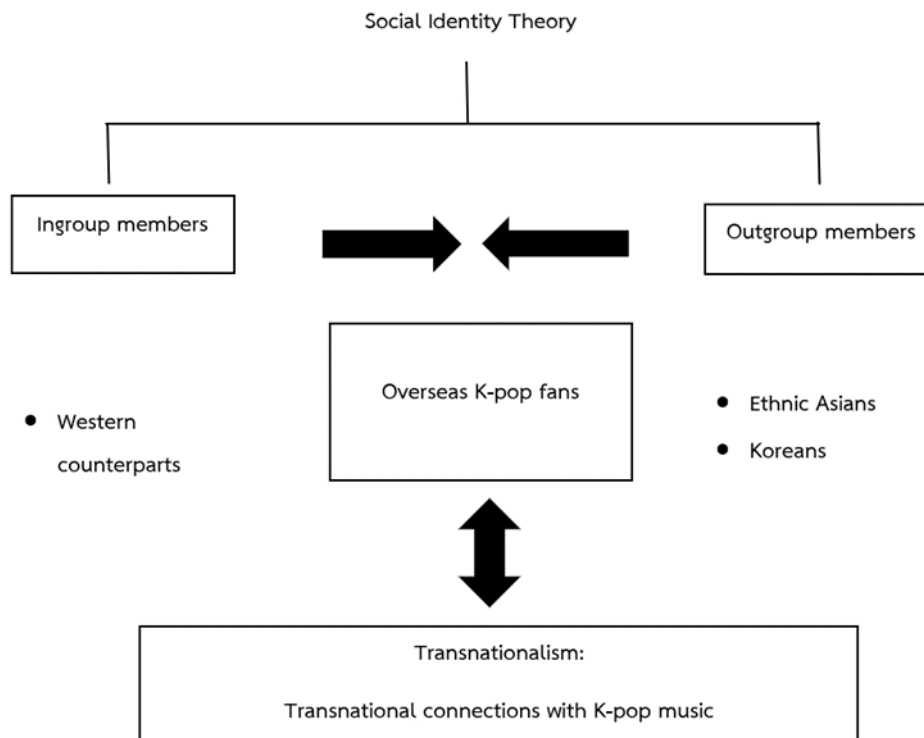 Social Identity Theory
Ingroup members
Outgroup members
Overseas K-pop fans
• Western
counterparts
• Ethnic Asians
• Koreans
Transnationalism:
Transnational connections with K-pop music